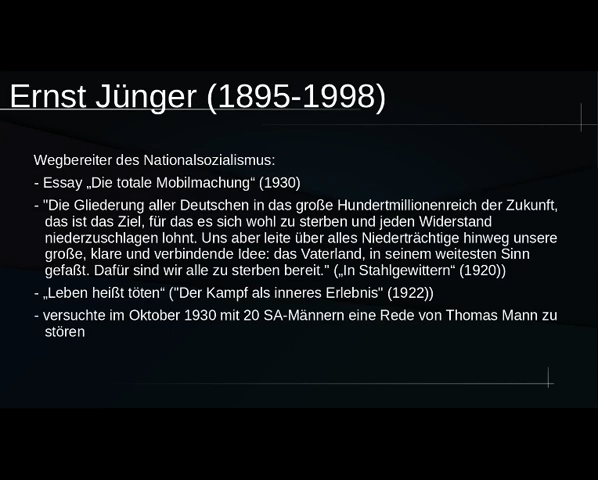 Ernst Jünger (1895-1998)
Wegbereiter des Nationalsozialismus:
- Essay „Die totale Mobilmachung“ (1930)
- "Die Gliederung aller Deutschen in das große Hundertmillionenreich der Zukunft,
das ist das Ziel, für das es sich wohl zu sterben und jeden Widerstand
niederzuschlagen lohnt. Uns aber leite über alles Niederträchtige hinweg unsere
große, klare und verbindende Idee: das Vaterland, in seinem weitesten Sinn
gefaßt. Dafür sind wir alle zu sterben bereit." („In Stahlgewittern“ (1920))
- „Leben heißt töten“ ("Der Kampf als inneres Erlebnis" (1922))
- versuchte im Oktober 1930 mit 20 SA-Männern eine Rede von Thomas Mann zu
stören